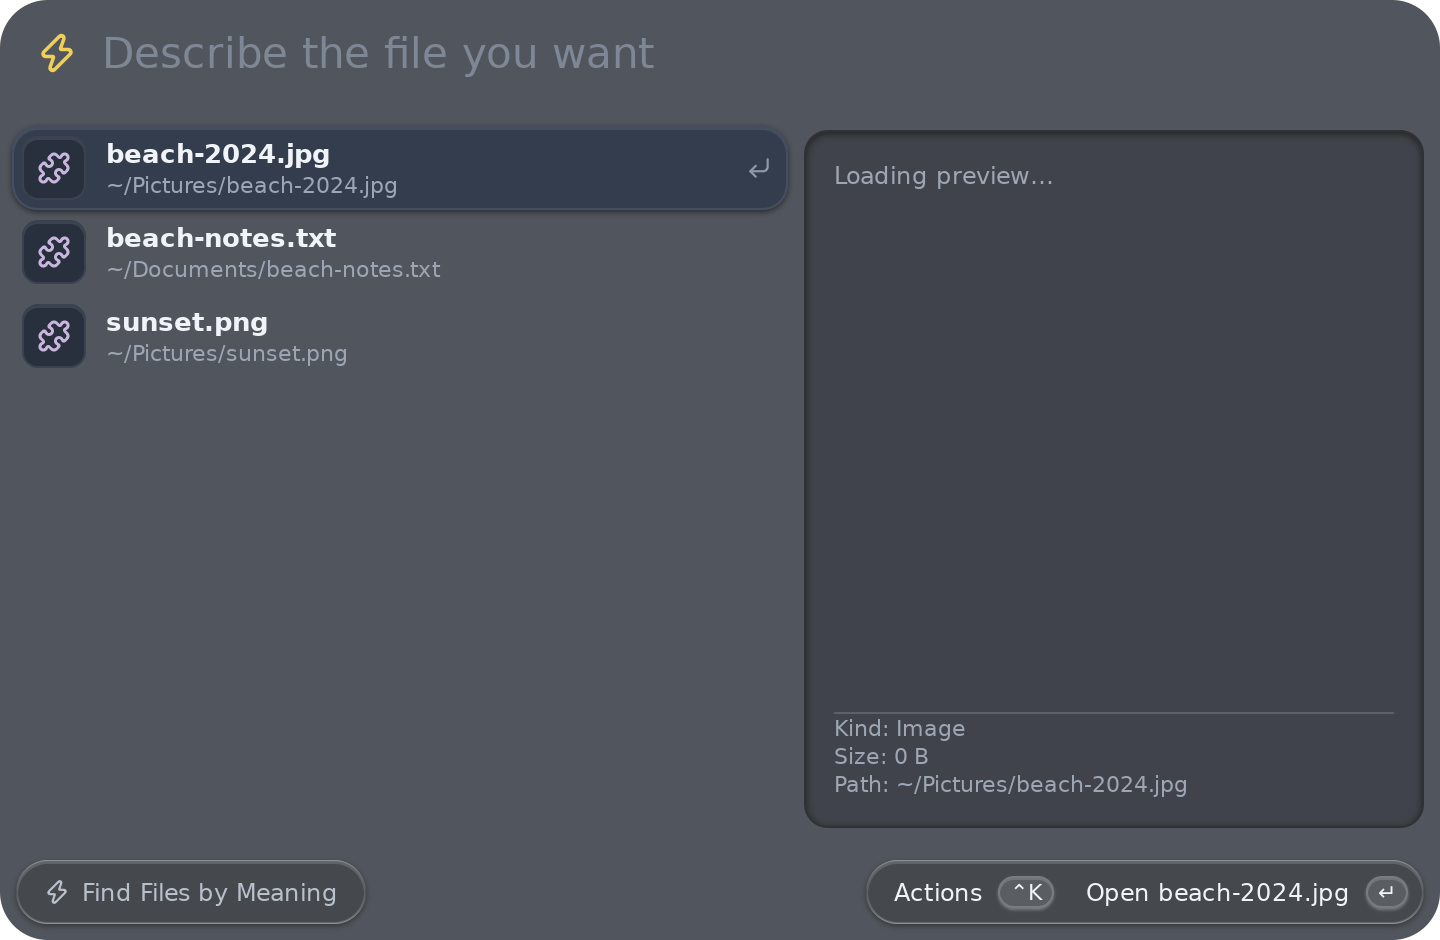 Describe the file you want
beach-2024.jpg
~/Pictures/beach-2024.jpg
beach-notes.txt
~/Documents/beach-notes.txt
sunset.png
~/Pictures/sunset.png
Loading preview...
Kind: Image
Size: 0 B
Path: ~/Pictures/beach-2024.jpg
Find Files by Meaning
Actions ^K Open beach-2024.jpg ↵